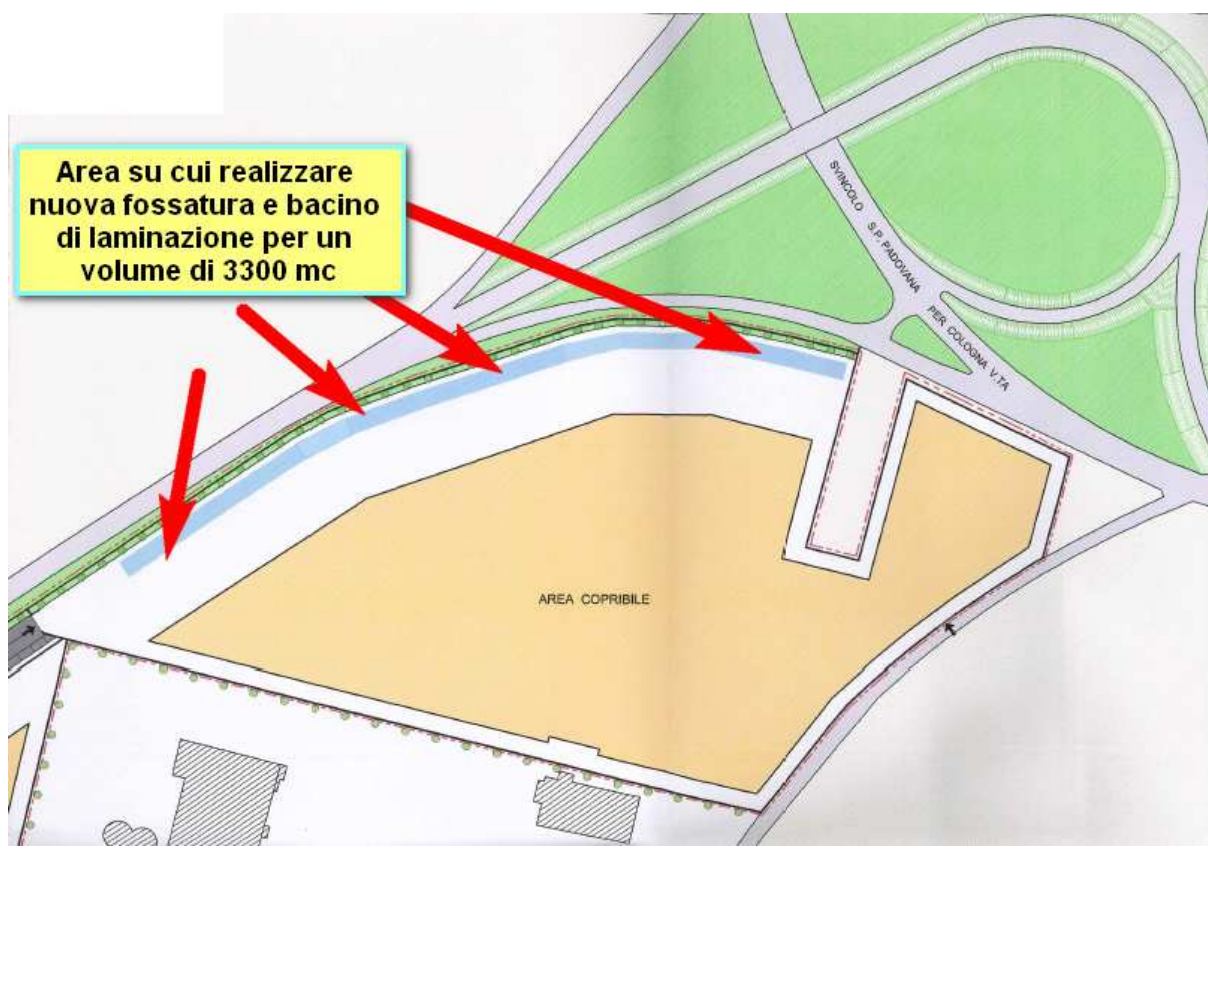 Area su cui realizzare
nuova fossatura e bacino
di laminazione per un
volume di 3300 mc
SVINCOLO S.P. PADOVANA PER COLOGNA V.TA
AREA COPRIBILE